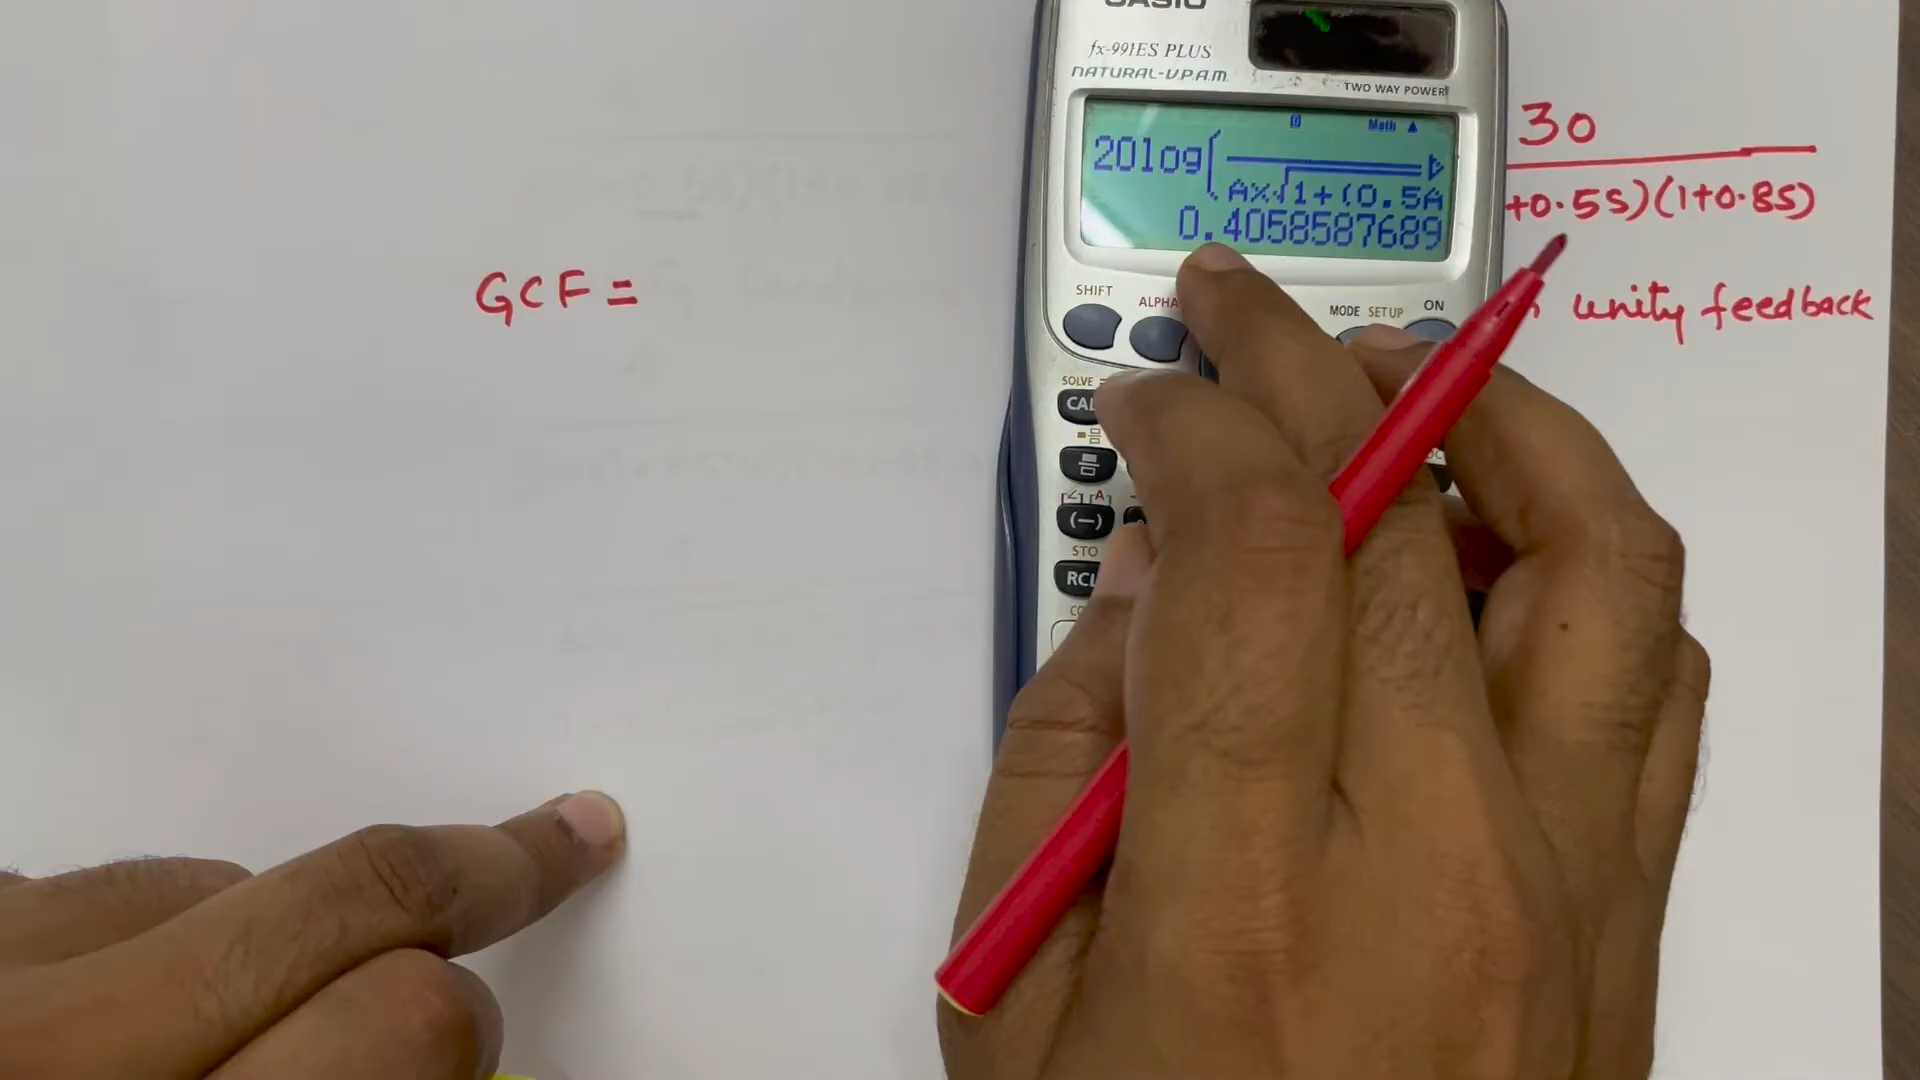 CASIO
fx-991ES PLUS
NATURAL-V.P.A.M.
TWO WAY POWER
D Math ▲
20log(
A×√1+(0.5A
0.4058587689
30
+0.5S)(1+0.8S)
unity feedback
GCF =
SHIFT
ALPHA
MODE SETUP
ON
SOLVE =
CAL
(−)
STO
RCL